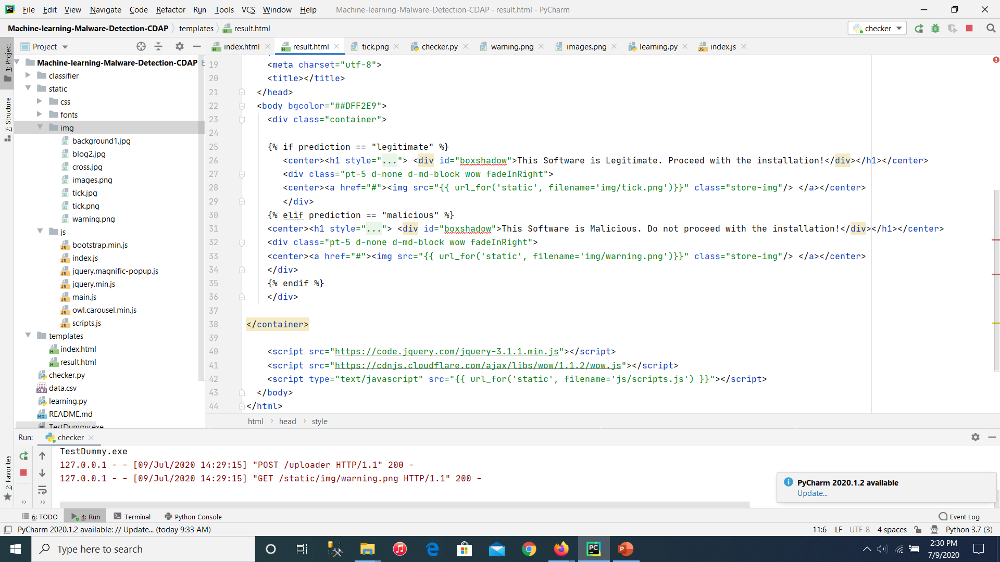 File Edit View Navigate Code Refactor Run Tools VCS Window Help Machine-learning-Malware-Detection-CDAP - result.html - PyCharm
Machine-learning-Malware-Detection-CDAP templates result.html checker
Project index.html result.html tick.png checker.py warning.png images.png learning.py index.js
1: Project
7: Structure
2: Favorites
Machine-learning-Malware-Detection-CDAP
classifier
static
css
fonts
img
background1.jpg
blog2.jpg
cross.jpg
images.png
tick.jpg
tick.png
warning.png
js
bootstrap.min.js
index.js
jquery.magnific-popup.js
jquery.min.js
main.js
owl.carousel.min.js
scripts.js
templates
index.html
result.html
checker.py
data.csv
learning.py
README.md
TestDummy.exe
19 <meta charset="utf-8">
20 <title></title>
21 </head>
22 <body bgcolor="##DFF2E9">
23 <div class="container">
24
25 {% if prediction == "legitimate" %}
26 <center><h1 style="..."> <div id="boxshadow">This Software is Legitimate. Proceed with the installation!</div></h1></center>
27 <div class="pt-5 d-none d-md-block wow fadeInRight">
28 <center><a href="#"><img src="{{ url_for('static', filename='img/tick.png')}}" class="store-img"/> </a></center>
29 </div>
30 {% elif prediction == "malicious" %}
31 <center><h1 style="..."> <div id="boxshadow">This Software is Malicious. Do not proceed with the installation!</div></h1></center>
32 <div class="pt-5 d-none d-md-block wow fadeInRight">
33 <center><a href="#"><img src="{{ url_for('static', filename='img/warning.png')}}" class="store-img"/> </a></center>
34 </div>
35 {% endif %}
36 </div>
37
38 </container>
39
40 <script src="https://code.jquery.com/jquery-3.1.1.min.js"></script>
41 <script src="https://cdnjs.cloudflare.com/ajax/libs/wow/1.1.2/wow.js"></script>
42 <script type="text/javascript" src="{{ url_for('static', filename='js/scripts.js') }}"></script>
43 </body>
44 </html>
html head style
Run: checker
TestDummy.exe
127.0.0.1 - - [09/Jul/2020 14:29:15] "POST /uploader HTTP/1.1" 200 -
127.0.0.1 - - [09/Jul/2020 14:29:15] "GET /static/img/warning.png HTTP/1.1" 200 -
PyCharm 2020.1.2 available
Update...
6: TODO 4: Run Terminal Python Console Event Log
PyCharm 2020.1.2 available: // Update... (today 9:33 AM) 11:6 LF UTF-8 4 spaces Python 3.7 (3)
Type here to search
2:30 PM
7/9/2020